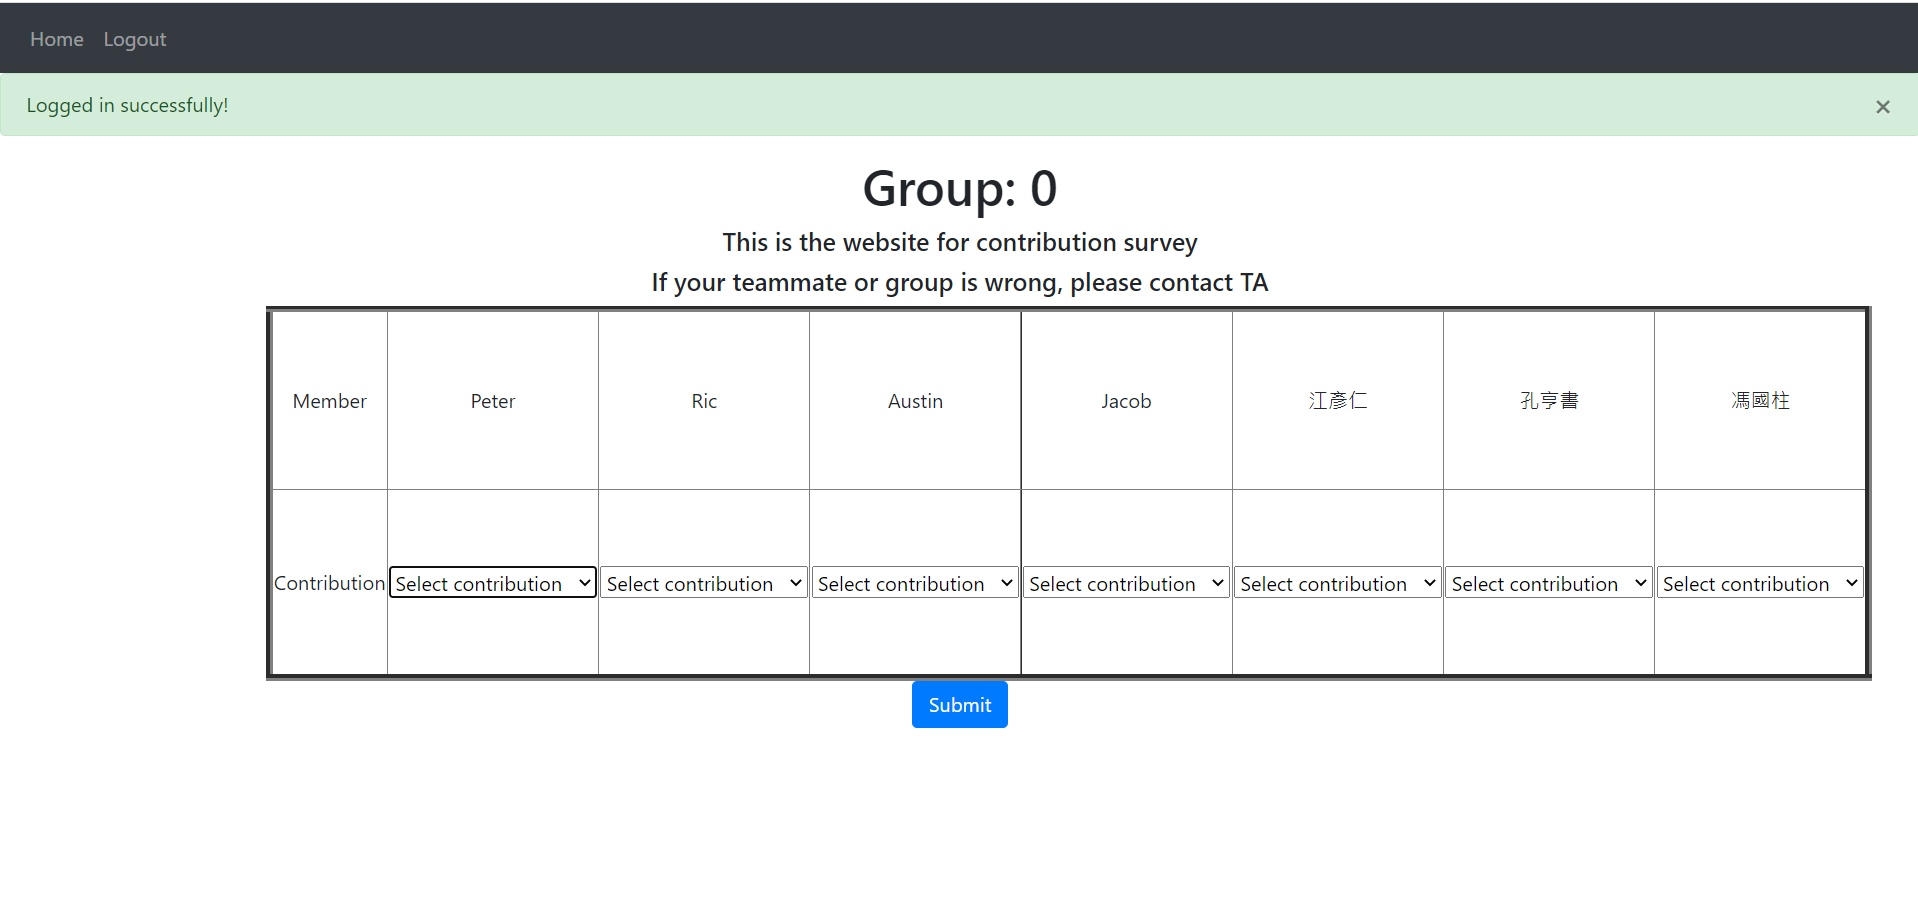 Home Logout
Logged in successfully! ×
Group: 0
This is the website for contribution survey
If your teammate or group is wrong, please contact TA
Member Peter Ric Austin Jacob 江彥仁 孔亨書 馮國柱
Contribution Select contribution Select contribution Select contribution Select contribution Select contribution Select contribution Select contribution
Submit